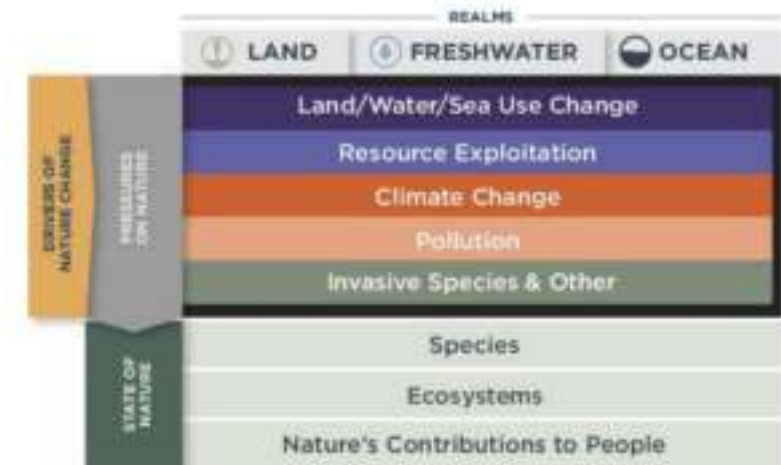 REALMS
LAND
FRESHWATER
OCEAN
DRIVERS OF
NATURE CHANGE
PRESSURES
ON NATURE
Land/Water/Sea Use Change
Resource Exploitation
Climate Change
Pollution
Invasive Species & Other
STATE OF
NATURE
Species
Ecosystems
Nature's Contributions to People